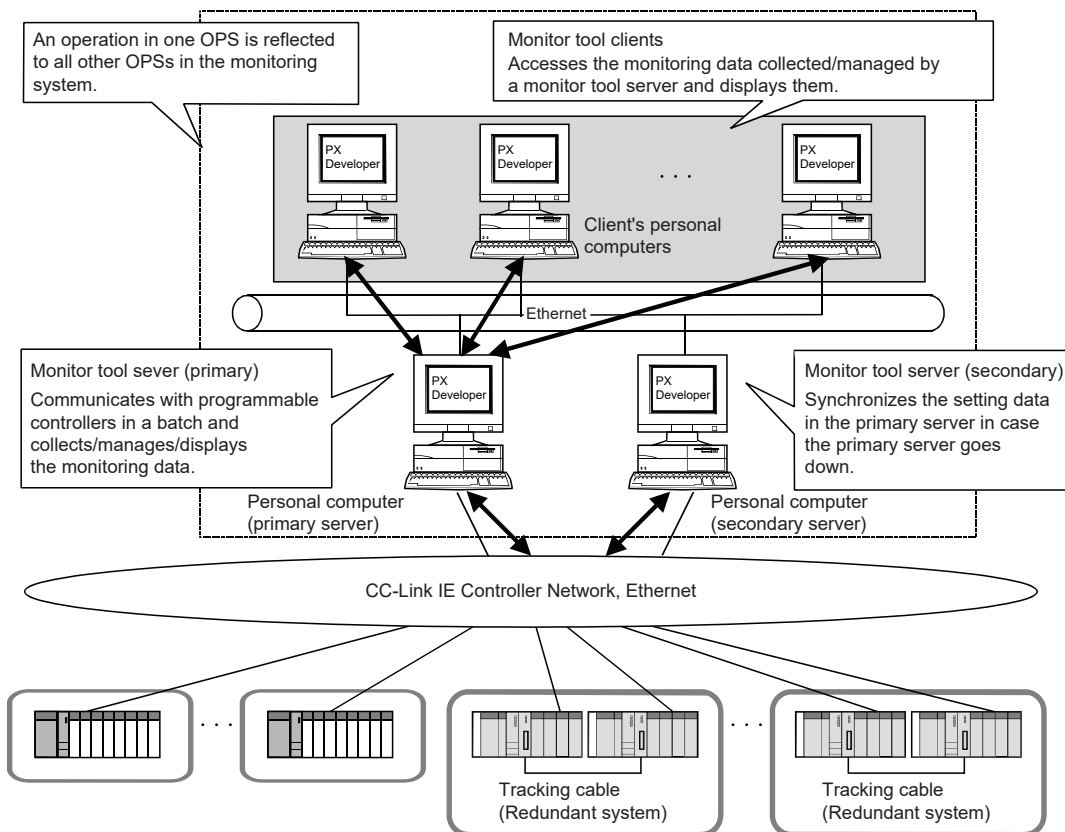 An operation in one OPS is reflected
to all other OPSs in the monitoring
system.
Monitor tool clients
Accesses the monitoring data collected/managed by
a monitor tool server and displays them.
PX
Developer
PX
Developer
. . .
PX
Developer
Client's personal
computers
Ethernet
Monitor tool sever (primary)
Communicates with programmable
controllers in a batch and
collects/manages/displays
the monitoring data.
PX
Developer
PX
Developer
Monitor tool server (secondary)
Synchronizes the setting data
in the primary server in case
the primary server goes
down.
Personal computer
(primary server)
Personal computer
(secondary server)
CC-Link IE Controller Network, Ethernet
. . .
. . .
Tracking cable
(Redundant system)
Tracking cable
(Redundant system)